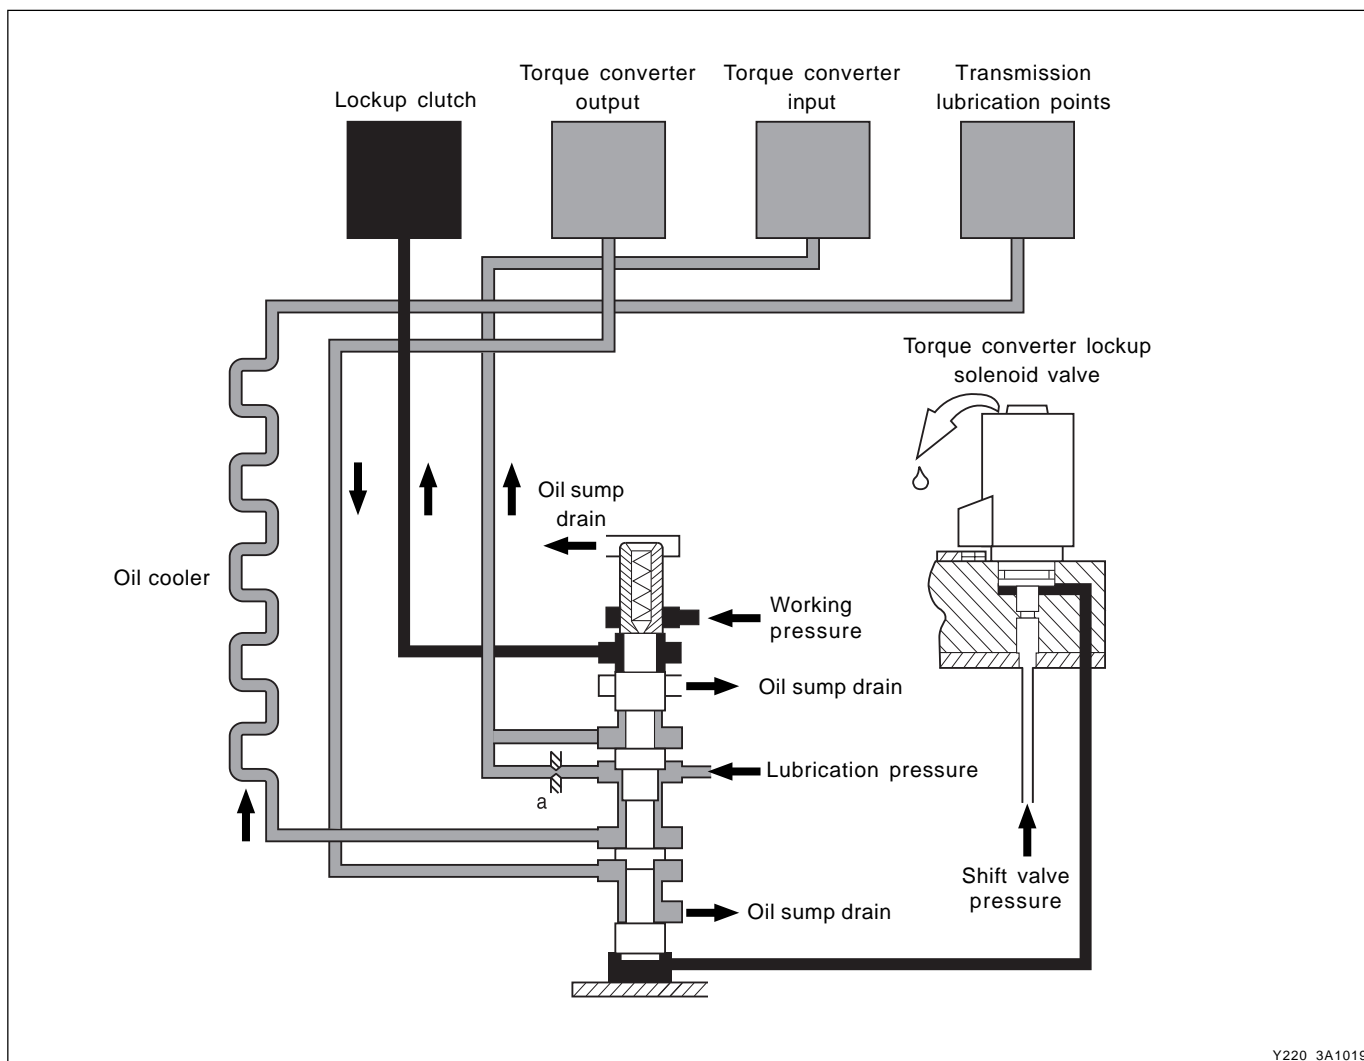 Lockup clutch
Torque converter
output
Torque converter
input
Transmission
lubrication points
Torque converter lockup
solenoid valve
Oil sump
drain
Oil cooler
Working
pressure
Oil sump drain
Lubrication pressure
a
Shift valve
pressure
Oil sump drain
Y220_3A1019